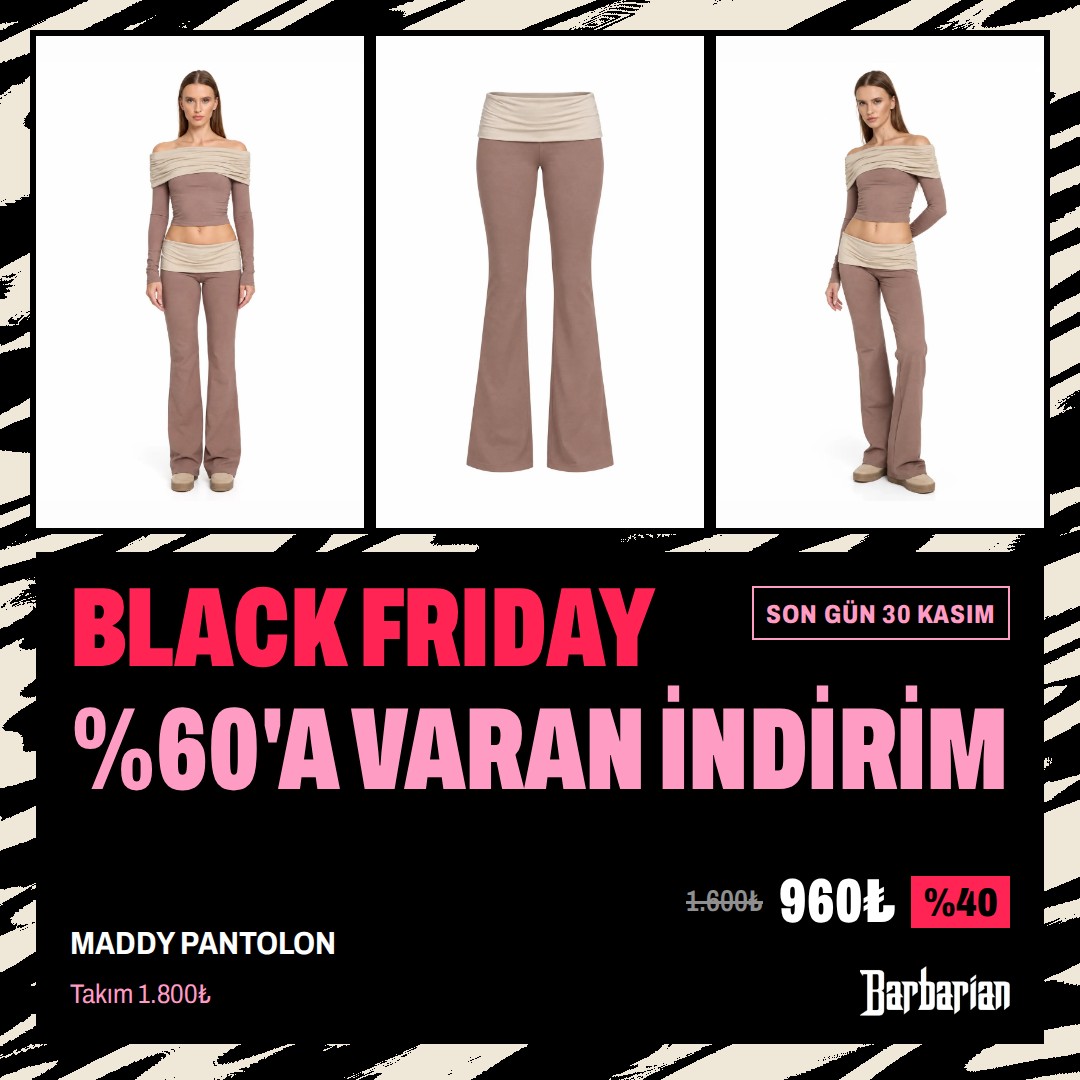 BLACK FRIDAY
SON GÜN 30 KASIM
%60'A VARAN İNDİRİM
1.600₺ 960₺ %40
MADDY PANTOLON
Takım 1.800₺
Barbarian